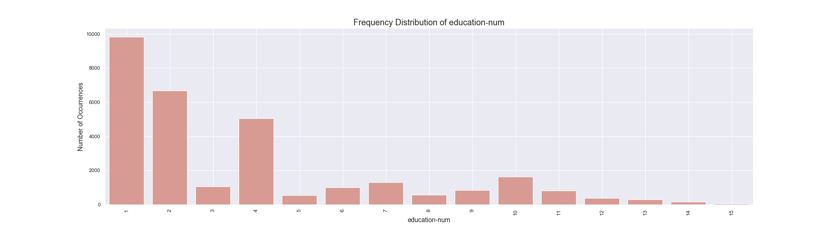 Frequency Distribution of education-num
Number of Occurrences
10000
8000
6000
4000
2000
0
1 2 3 4 5 6 7 8 9 10 11 12 13 14 15
education-num